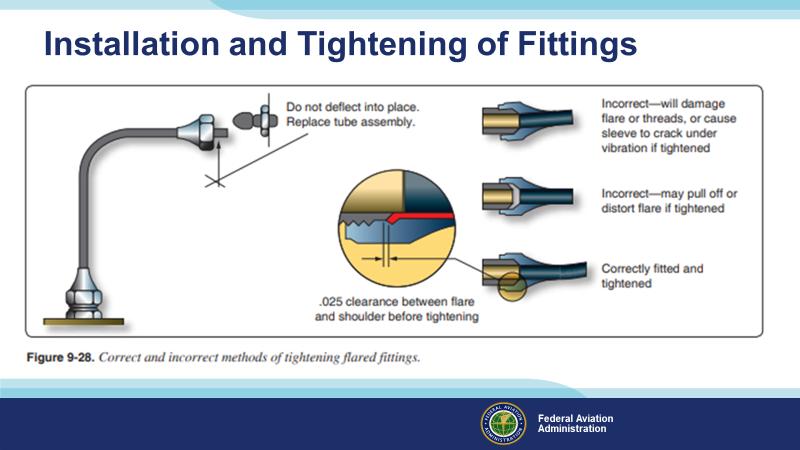 Installation and Tightening of Fittings
Do not deflect into place.
Replace tube assembly.
Incorrect—will damage
flare or threads, or cause
sleeve to crack under
vibration if tightened
Incorrect—may pull off or
distort flare if tightened
Correctly fitted and
tightened
.025 clearance between flare
and shoulder before tightening
Figure 9-28. Correct and incorrect methods of tightening flared fittings.
FEDERAL AVIATION
ADMINISTRATION
Federal Aviation
Administration